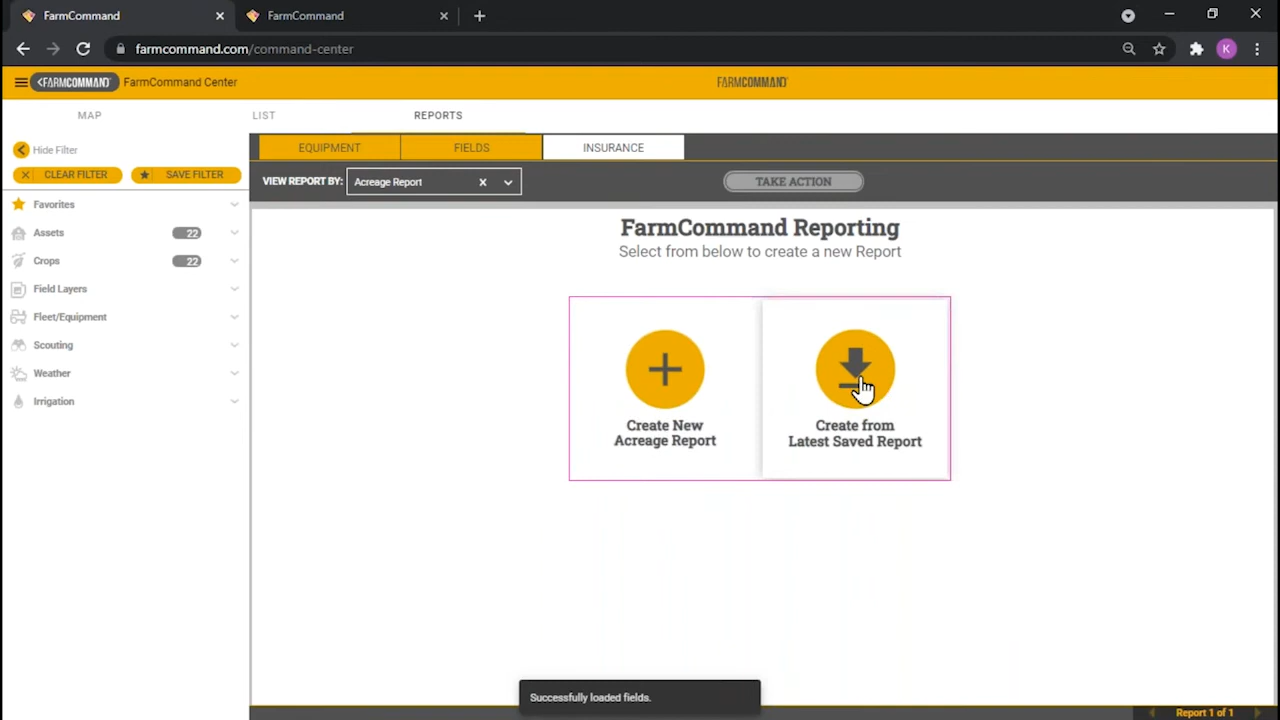 FarmCommand
FarmCommand
farmcommand.com/command-center
K
<FARMCOMMAND FarmCommand Center
FARMCOMMAND
MAP
LIST
REPORTS
Hide Filter
CLEAR FILTER
SAVE FILTER
Favorites
Assets 22
Crops 22
Field Layers
Fleet/Equipment
Scouting
Weather
Irrigation
EQUIPMENT
FIELDS
INSURANCE
VIEW REPORT BY: Acreage Report
TAKE ACTION
FarmCommand Reporting
Select from below to create a new Report
Create New
Acreage Report
Create from
Latest Saved Report
Successfully loaded fields.
Report 1 of 1